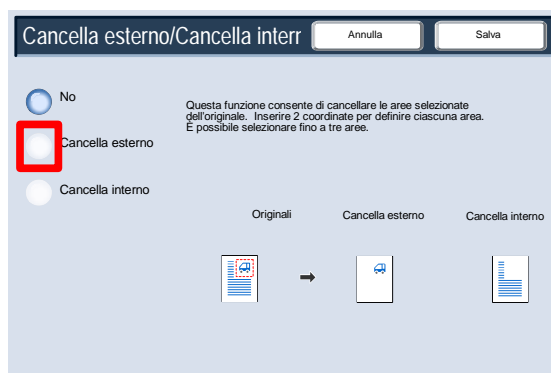 Cancella esterno/Cancella interr
Annulla
Salva
No
Cancella esterno
Cancella interno
Questa funzione consente di cancellare le aree selezionate
dell'originale. Inserire 2 coordinate per definire ciascuna area.
È possibile selezionare fino a tre aree.
Originali
Cancella esterno
Cancella interno